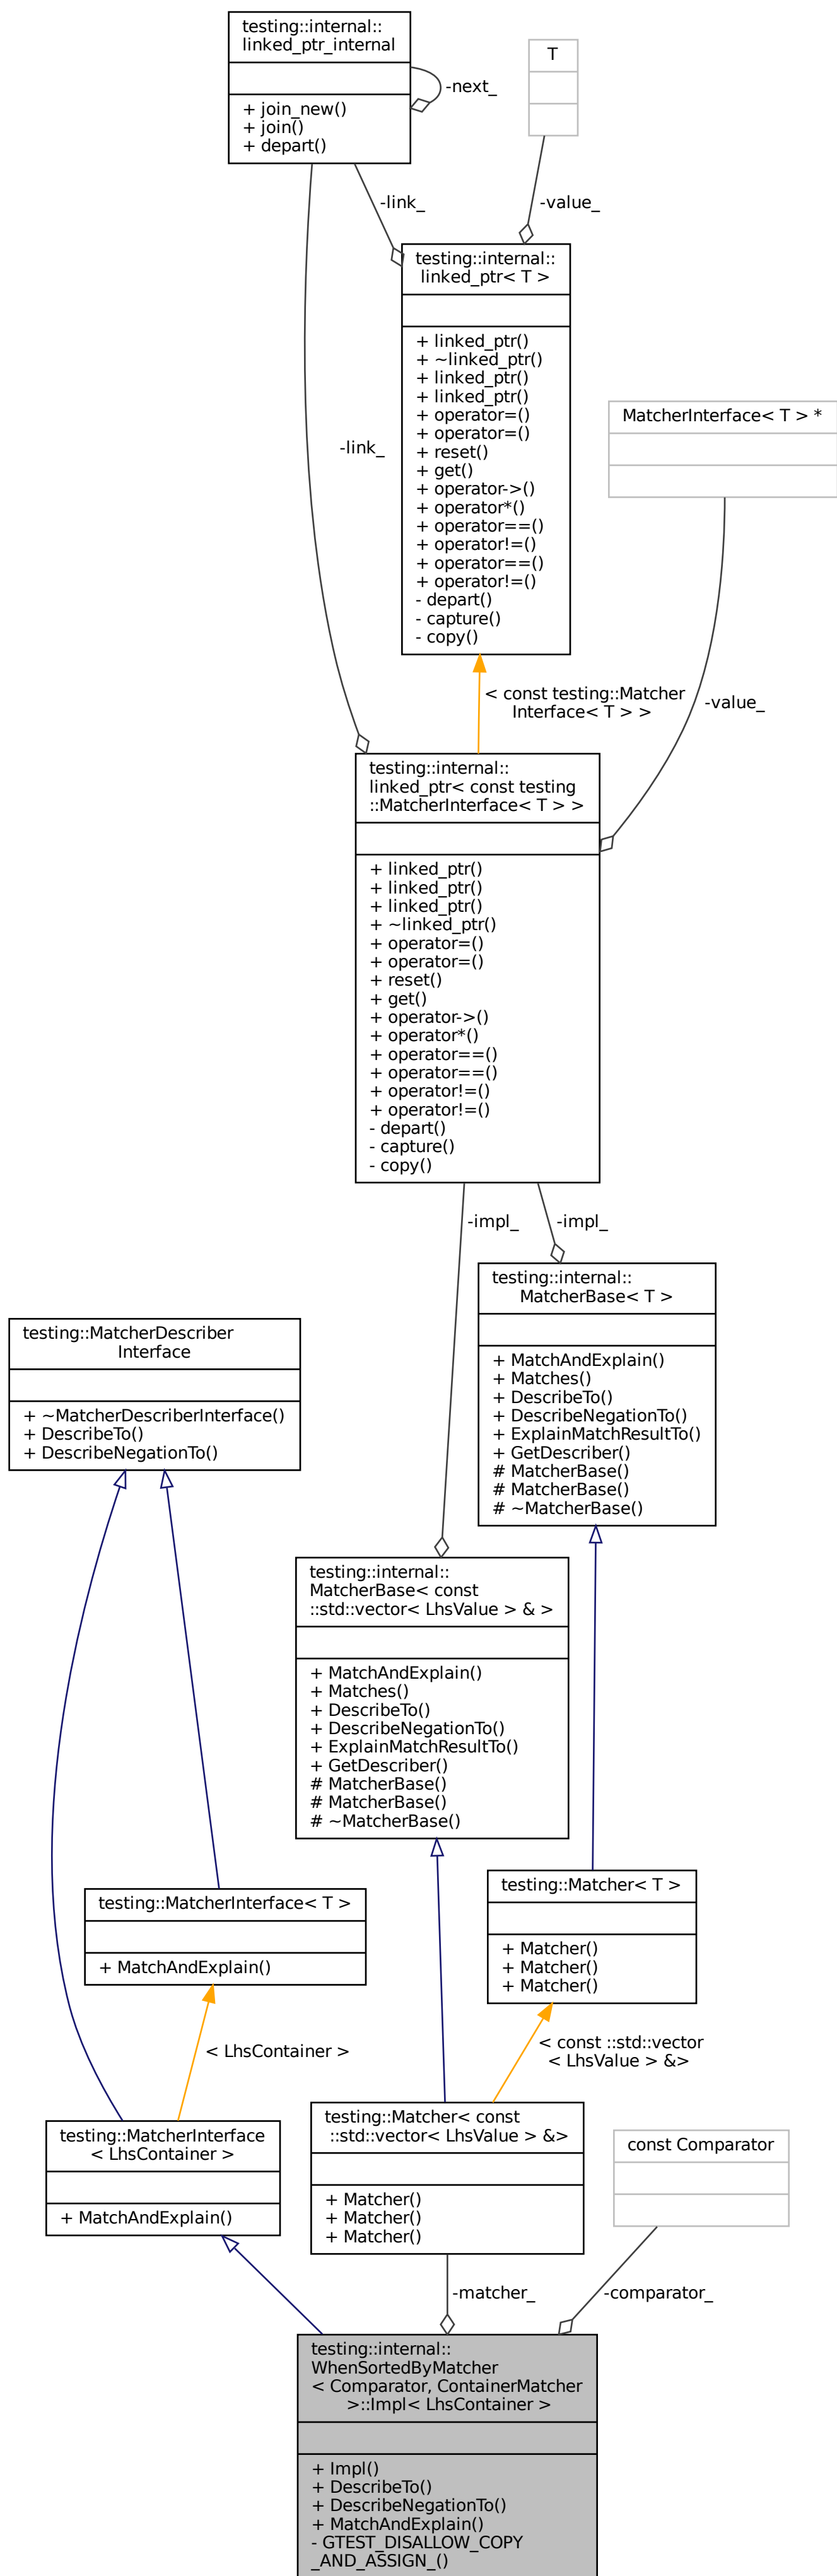 testing::internal::
linked_ptr_internal
+ join_new()
+ join()
+ depart()
-next_
T
-link_
-value_
testing::internal::
linked_ptr< T >
+ linked_ptr()
+ ~linked_ptr()
+ linked_ptr()
+ linked_ptr()
+ operator=()
+ operator=()
+ reset()
+ get()
+ operator->()
+ operator*()
+ operator==()
+ operator!=()
+ operator==()
+ operator!=()
- depart()
- capture()
- copy()
MatcherInterface< T > *
-link_
< const testing::Matcher
Interface< T > >
-value_
testing::internal::
linked_ptr< const testing
::MatcherInterface< T > >
+ linked_ptr()
+ linked_ptr()
+ linked_ptr()
+ ~linked_ptr()
+ operator=()
+ operator=()
+ reset()
+ get()
+ operator->()
+ operator*()
+ operator==()
+ operator==()
+ operator!=()
+ operator!=()
- depart()
- capture()
- copy()
-impl_
-impl_
testing::internal::
MatcherBase< T >
+ MatchAndExplain()
+ Matches()
+ DescribeTo()
+ DescribeNegationTo()
+ ExplainMatchResultTo()
+ GetDescriber()
# MatcherBase()
# MatcherBase()
# ~MatcherBase()
testing::MatcherDescriber
Interface
+ ~MatcherDescriberInterface()
+ DescribeTo()
+ DescribeNegationTo()
testing::internal::
MatcherBase< const
::std::vector< LhsValue > & >
+ MatchAndExplain()
+ Matches()
+ DescribeTo()
+ DescribeNegationTo()
+ ExplainMatchResultTo()
+ GetDescriber()
# MatcherBase()
# MatcherBase()
# ~MatcherBase()
testing::MatcherInterface< T >
+ MatchAndExplain()
testing::Matcher< T >
+ Matcher()
+ Matcher()
+ Matcher()
< LhsContainer >
< const ::std::vector
< LhsValue > &>
testing::MatcherInterface
< LhsContainer >
+ MatchAndExplain()
testing::Matcher< const
::std::vector< LhsValue > &>
+ Matcher()
+ Matcher()
+ Matcher()
const Comparator
-matcher_
-comparator_
testing::internal::
WhenSortedByMatcher
< Comparator, ContainerMatcher
>::Impl< LhsContainer >
+ Impl()
+ DescribeTo()
+ DescribeNegationTo()
+ MatchAndExplain()
- GTEST_DISALLOW_COPY
_AND_ASSIGN_()